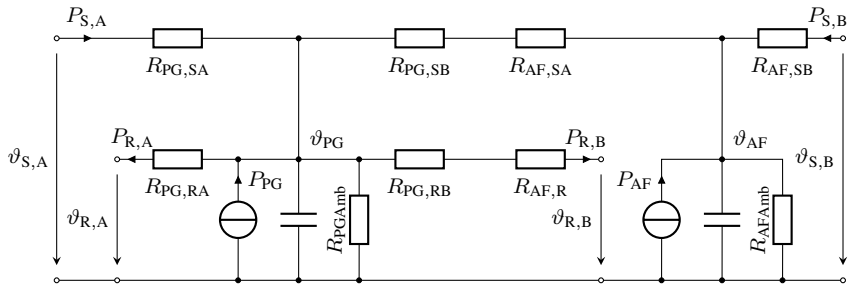 P_S,A P_S,B
R_PG,SA R_PG,SB R_AF,SA R_AF,SB
P_R,A ϑ_PG P_R,B ϑ_AF
ϑ_S,A ϑ_S,B
R_PG,RA P_PG R_PG,RB R_AF,R P_AF
ϑ_R,A R_PGAmb ϑ_R,B R_AFAmb